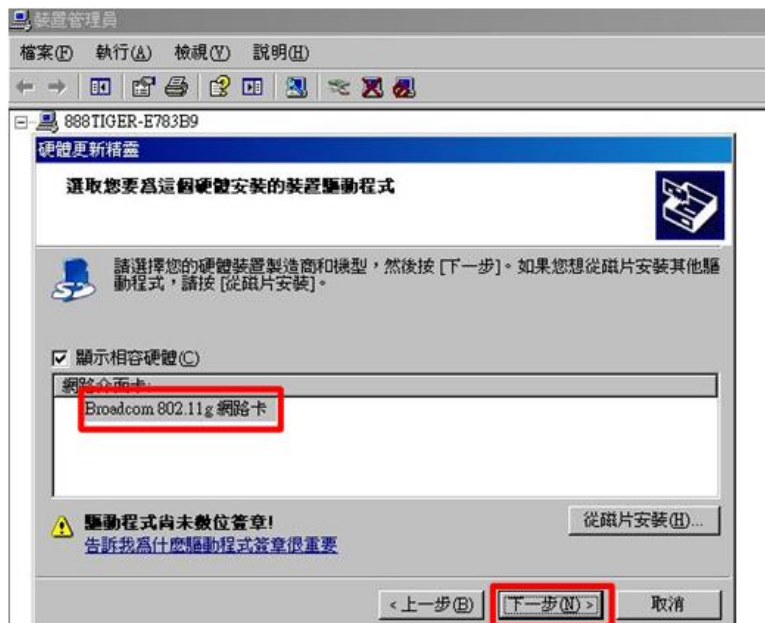 裝置管理員
檔案(F) 執行(A) 檢視(V) 説明(H)
888TIGER-E783B9
硬體更新精靈
選取您要為這個硬體安裝的裝置驅動程式
請選擇您的硬體裝置製造商和機型，然後按 [下一步]。如果您想從磁片安裝其他驅
動程式，請按 [從磁片安裝]。
顯示相容硬體(C)
網路介面卡:
Broadcom 802.11g 網路卡
驅動程式尚未數位簽章!
告訴我為什麼驅動程式簽章很重要
從磁片安裝(H)...
<上一步(B) 下一步(N) > 取消